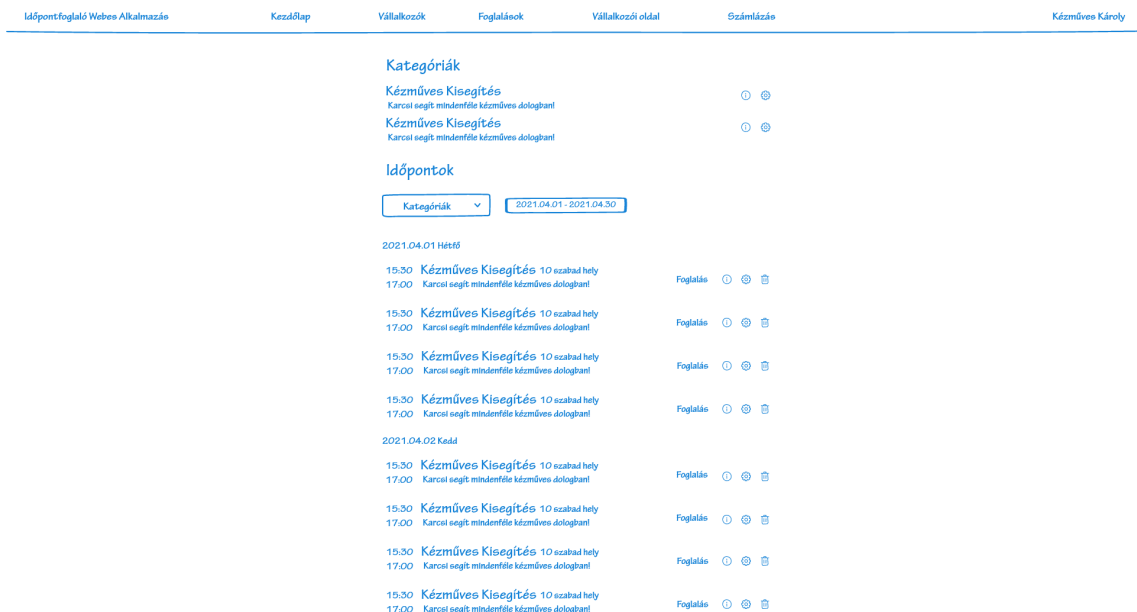 Időpontfoglaló Webes Alkalmazás Kezdőlap Vállalkozók Foglalások Vállalkozói oldal Számlázás Kézműves Károly
Kategóriák
Kézműves Kisegítés
Karcsi segít mindenféle kézműves dologban!
Kézműves Kisegítés
Karcsi segít mindenféle kézműves dologban!
Időpontok
Kategóriák 2021.04.01 - 2021.04.30
2021.04.01 Hétfő
15:30 Kézműves Kisegítés 10 szabad hely
17:00 Karcsi segít mindenféle kézműves dologban! Foglalás
15:30 Kézműves Kisegítés 10 szabad hely
17:00 Karcsi segít mindenféle kézműves dologban! Foglalás
15:30 Kézműves Kisegítés 10 szabad hely
17:00 Karcsi segít mindenféle kézműves dologban! Foglalás
15:30 Kézműves Kisegítés 10 szabad hely
17:00 Karcsi segít mindenféle kézműves dologban! Foglalás
2021.04.02 Kedd
15:30 Kézműves Kisegítés 10 szabad hely
17:00 Karcsi segít mindenféle kézműves dologban! Foglalás
15:30 Kézműves Kisegítés 10 szabad hely
17:00 Karcsi segít mindenféle kézműves dologban! Foglalás
15:30 Kézműves Kisegítés 10 szabad hely
17:00 Karcsi segít mindenféle kézműves dologban! Foglalás
15:30 Kézműves Kisegítés 10 szabad hely
17:00 Karcsi segít mindenféle kézműves dologban! Foglalás